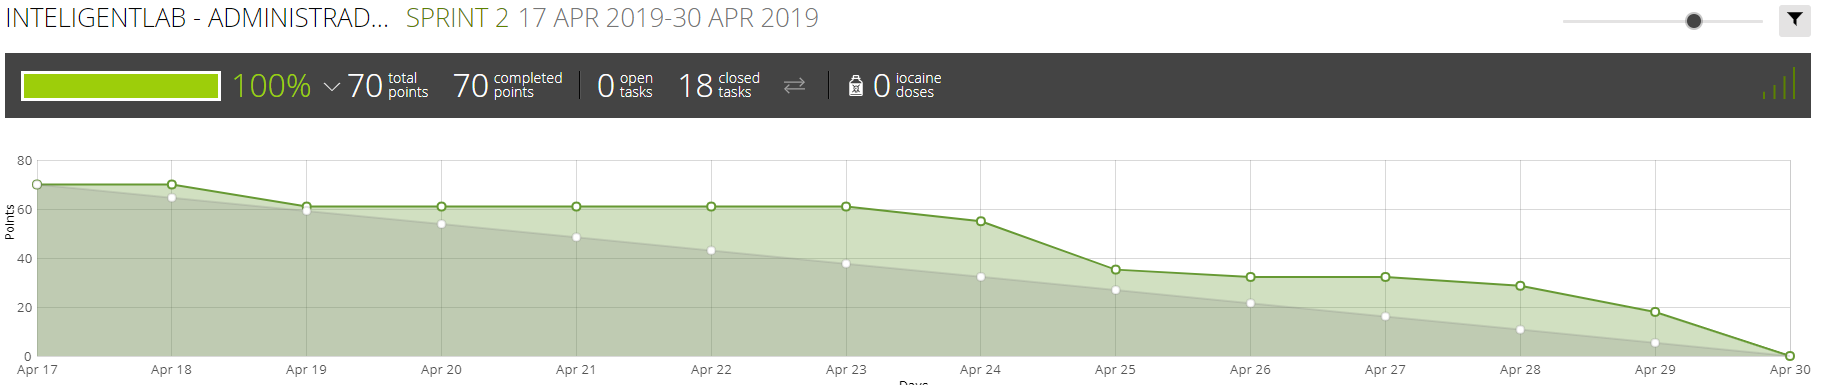 INTELIGENTLAB - ADMINISTRAD... SPRINT 2 17 APR 2019-30 APR 2019
100% 70 total points 70 completed points 0 open tasks 18 closed tasks 0 iocaine doses
80
60
40
20
0
Points
Apr 17 Apr 18 Apr 19 Apr 20 Apr 21 Apr 22 Apr 23 Apr 24 Apr 25 Apr 26 Apr 27 Apr 28 Apr 29 Apr 30
Days